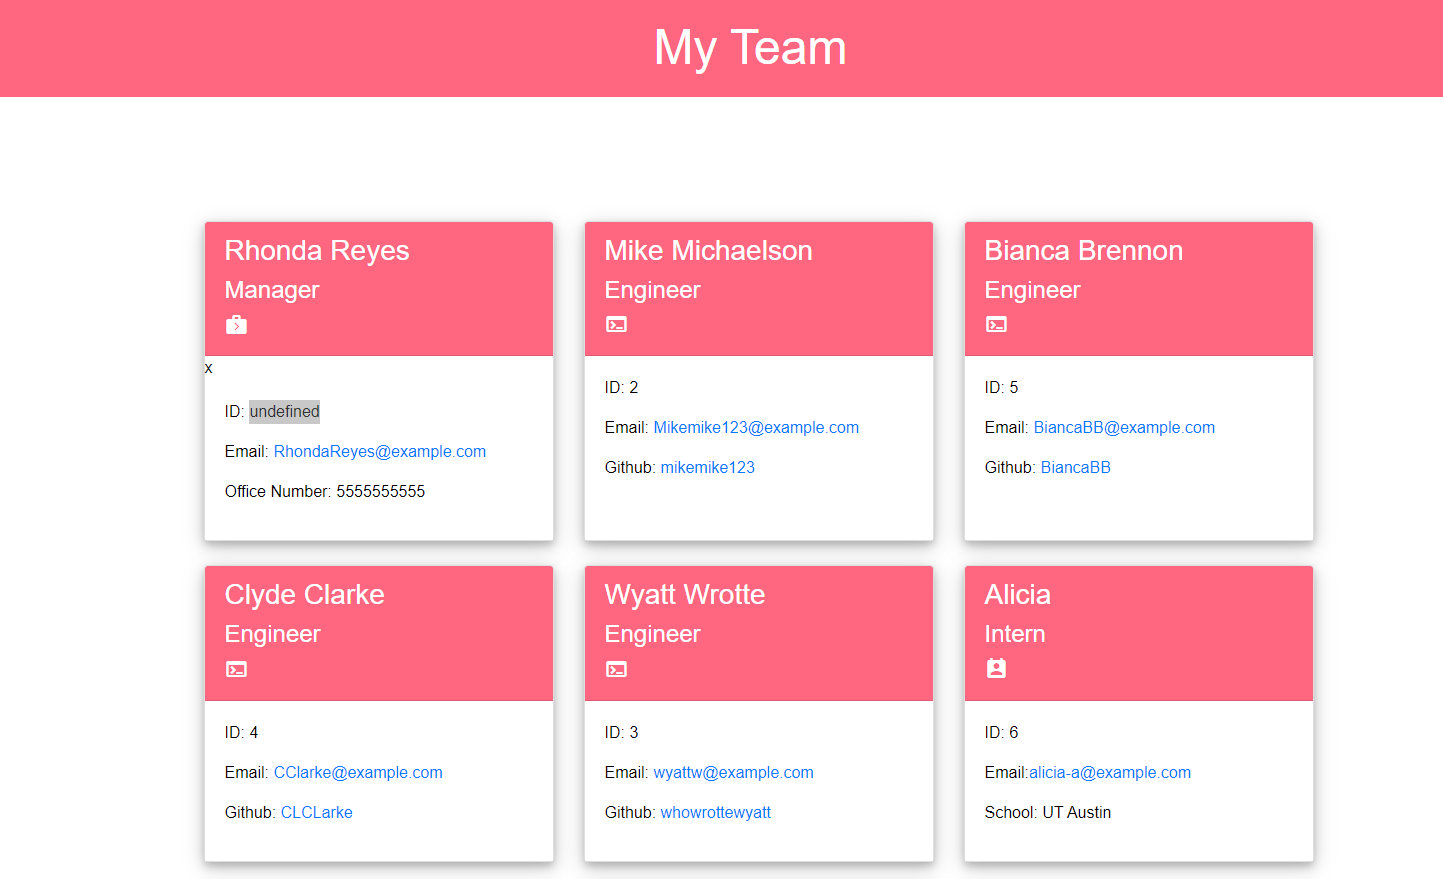 My Team
Rhonda Reyes
Manager
x
ID: undefined
Email: RhondaReyes@example.com
Office Number: 5555555555
Mike Michaelson
Engineer
ID: 2
Email: Mikemike123@example.com
Github: mikemike123
Bianca Brennon
Engineer
ID: 5
Email: BiancaBB@example.com
Github: BiancaBB
Clyde Clarke
Engineer
ID: 4
Email: CClarke@example.com
Github: CLCLarke
Wyatt Wrotte
Engineer
ID: 3
Email: wyattw@example.com
Github: whowrottewyatt
Alicia
Intern
ID: 6
Email:alicia-a@example.com
School: UT Austin